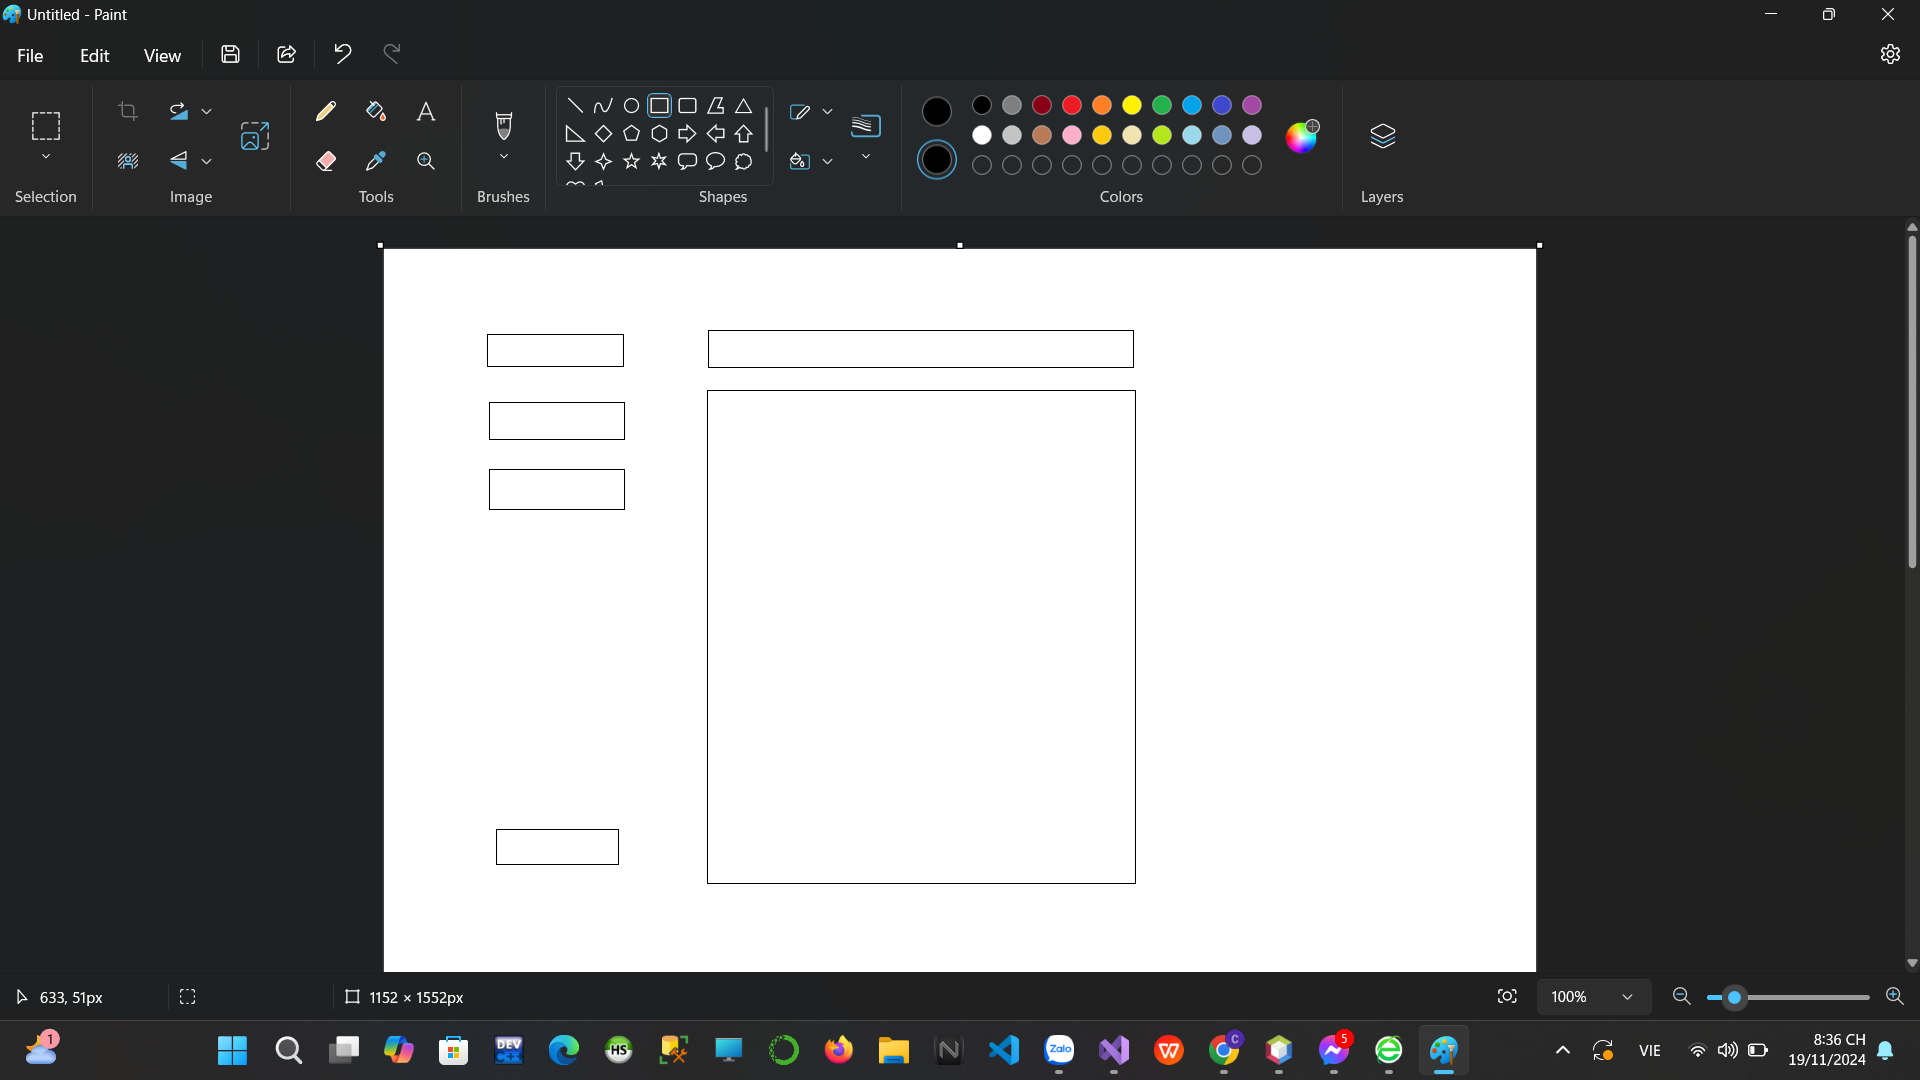 Untitled - Paint
File Edit View
Selection Image Tools Brushes Shapes Colors Layers
633, 51px
1152 × 1552px
100%
1
DEV
C++
HS
N
Zalo
W
C
5
VIE
8:36 CH
19/11/2024